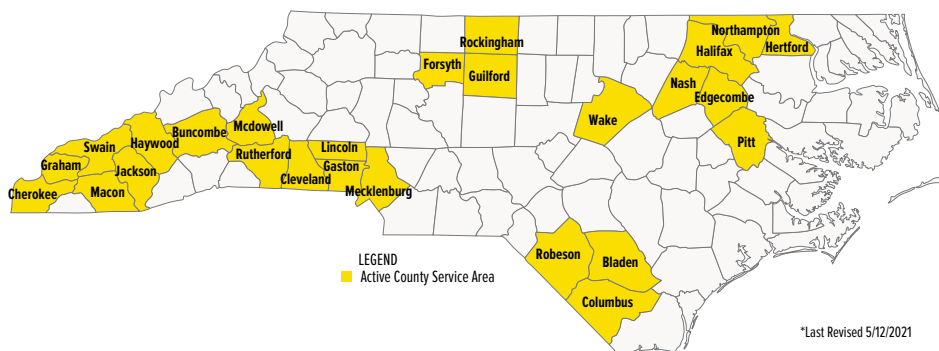 Northampton
Rockingham
Hertford
Halifax
Forsyth
Guilford
Nash
Edgecombe
Wake
Mcdowell
Buncombe
Pitt
Swain
Haywood
Lincoln
Rutherford
Graham
Gaston
Jackson
Cleveland
Cherokee
Macon
Mecklenburg
Robeson
Bladen
LEGEND
Active County Service Area
Columbus
*Last Revised 5/12/2021